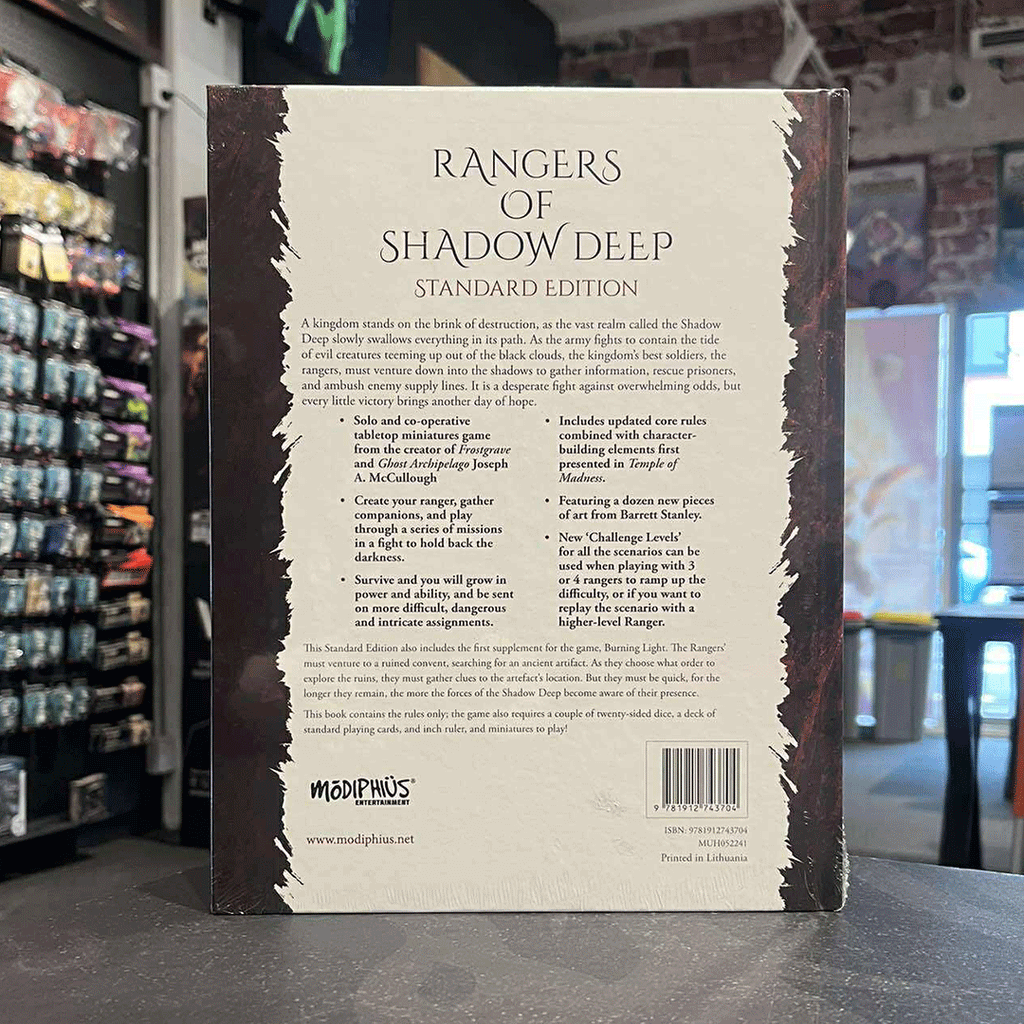 RANGERS
OF
SHADOW DEEP
STANDARD EDITION
A kingdom stands on the brink of destruction, as the vast realm called the Shadow
Deep slowly swallows everything in its path. As the army fights to contain the tide
of evil creatures teeming up out of the black clouds, the kingdom's best soldiers, the
rangers, must venture down into the shadows to gather information, rescue prisoners,
and ambush enemy supply lines. It is a desperate fight against overwhelming odds, but
every little victory brings another day of hope.
• Solo and co-operative
tabletop miniatures game
from the creator of Frostgrave
and Ghost Archipelago Joseph
A. McCullough
• Create your ranger, gather
companions, and play
through a series of missions
in a fight to hold back the
darkness.
• Survive and you will grow in
power and ability, and be sent
on more difficult, dangerous
and intricate assignments.
• Includes updated core rules
combined with character-
building elements first
presented in Temple of
Madness.
• Featuring a dozen new pieces
of art from Barrett Stanley.
• New 'Challenge Levels'
for all the scenarios can be
used when playing with 3
or 4 rangers to ramp up the
difficulty, or if you want to
replay the scenario with a
higher-level Ranger.
This Standard Edition also includes the first supplement for the game, Burning Light. The Rangers'
must venture to a ruined convent, searching for an ancient artifact. As they choose what order to
explore the ruins, they must gather clues to the artefact's location. But they must be quick, for the
longer they remain, the more the forces of the Shadow Deep become aware of their presence.
This book contains the rules only; the game also requires a couple of twenty-sided dice, a deck of
standard playing cards, and inch ruler, and miniatures to play!
MōDIPHIÜS®
ENTERTAINMENT
www.modiphius.net
9 781912 743704
ISBN: 9781912743704
MUH052241
Printed in Lithuania